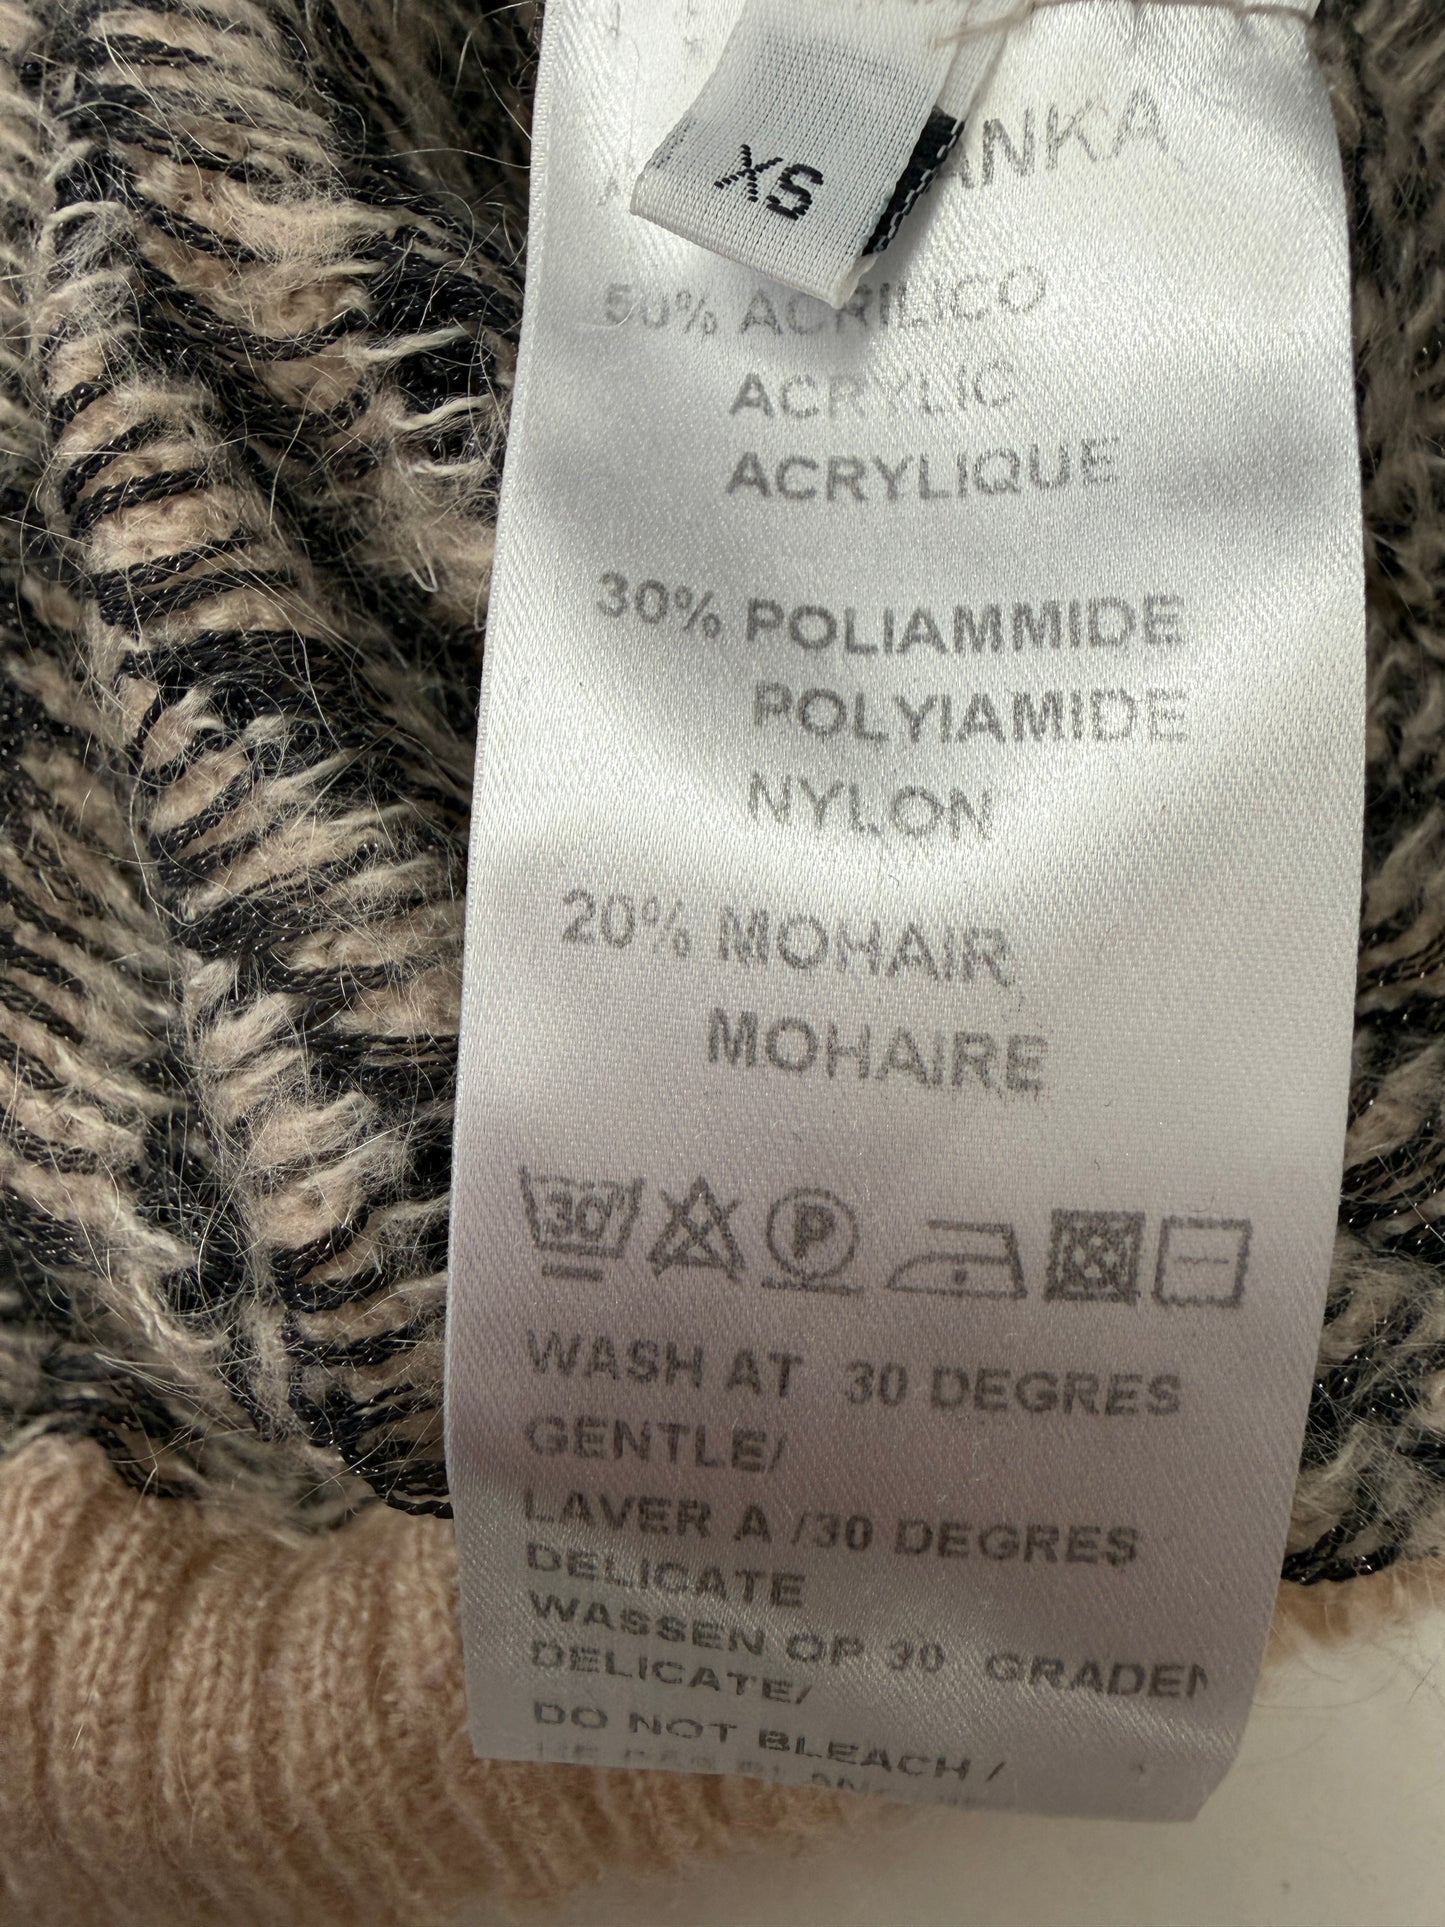 XS
ANKA
50% ACRILICO
ACRYLIC
ACRYLIQUE
30% POLIAMMIDE
POLYIAMIDE
NYLON
20% MOHAIR
MOHAIRE
30°
P
WASH AT 30 DEGRES
GENTLE/
LAVER A /30 DEGRES
DELICATE
WASSEN OP 30 GRADEN
DELICATE/
DO NOT BLEACH /